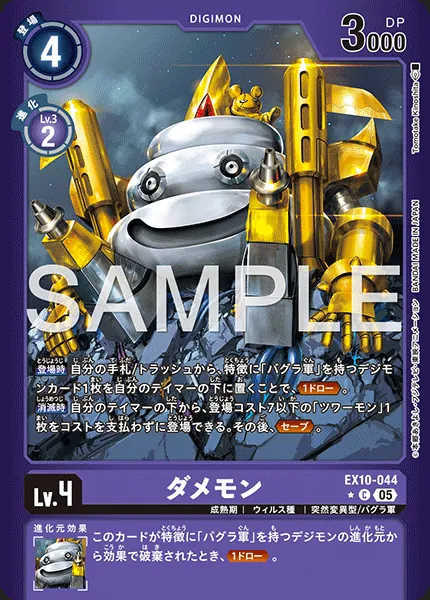 登場
4
DIGIMON
3000
DP
進化
Lv.3
2
Tomotake Kinoshita
BANDAI MADE IN JAPAN
SAMPLE
登場時 自分の手札/トラッシュから、特徴に「バグラ軍」を持つデジモ
ンカード1枚を自分のテイマーの下に置くことで、1ドロー。
消滅時 自分のテイマーの下から、登場コスト7以下の「ツワーモン」1
枚をコストを支払わずに登場できる。その後、セーブ。
Lv.4
ダメモン
EX10-044
C 05
成熟期 | ウィルス種 | 突然変異型/バグラ軍
進化元効果
このカードが特徴に「バグラ軍」を持つデジモンの進化元か
ら効果で破棄されたとき、1ドロー。